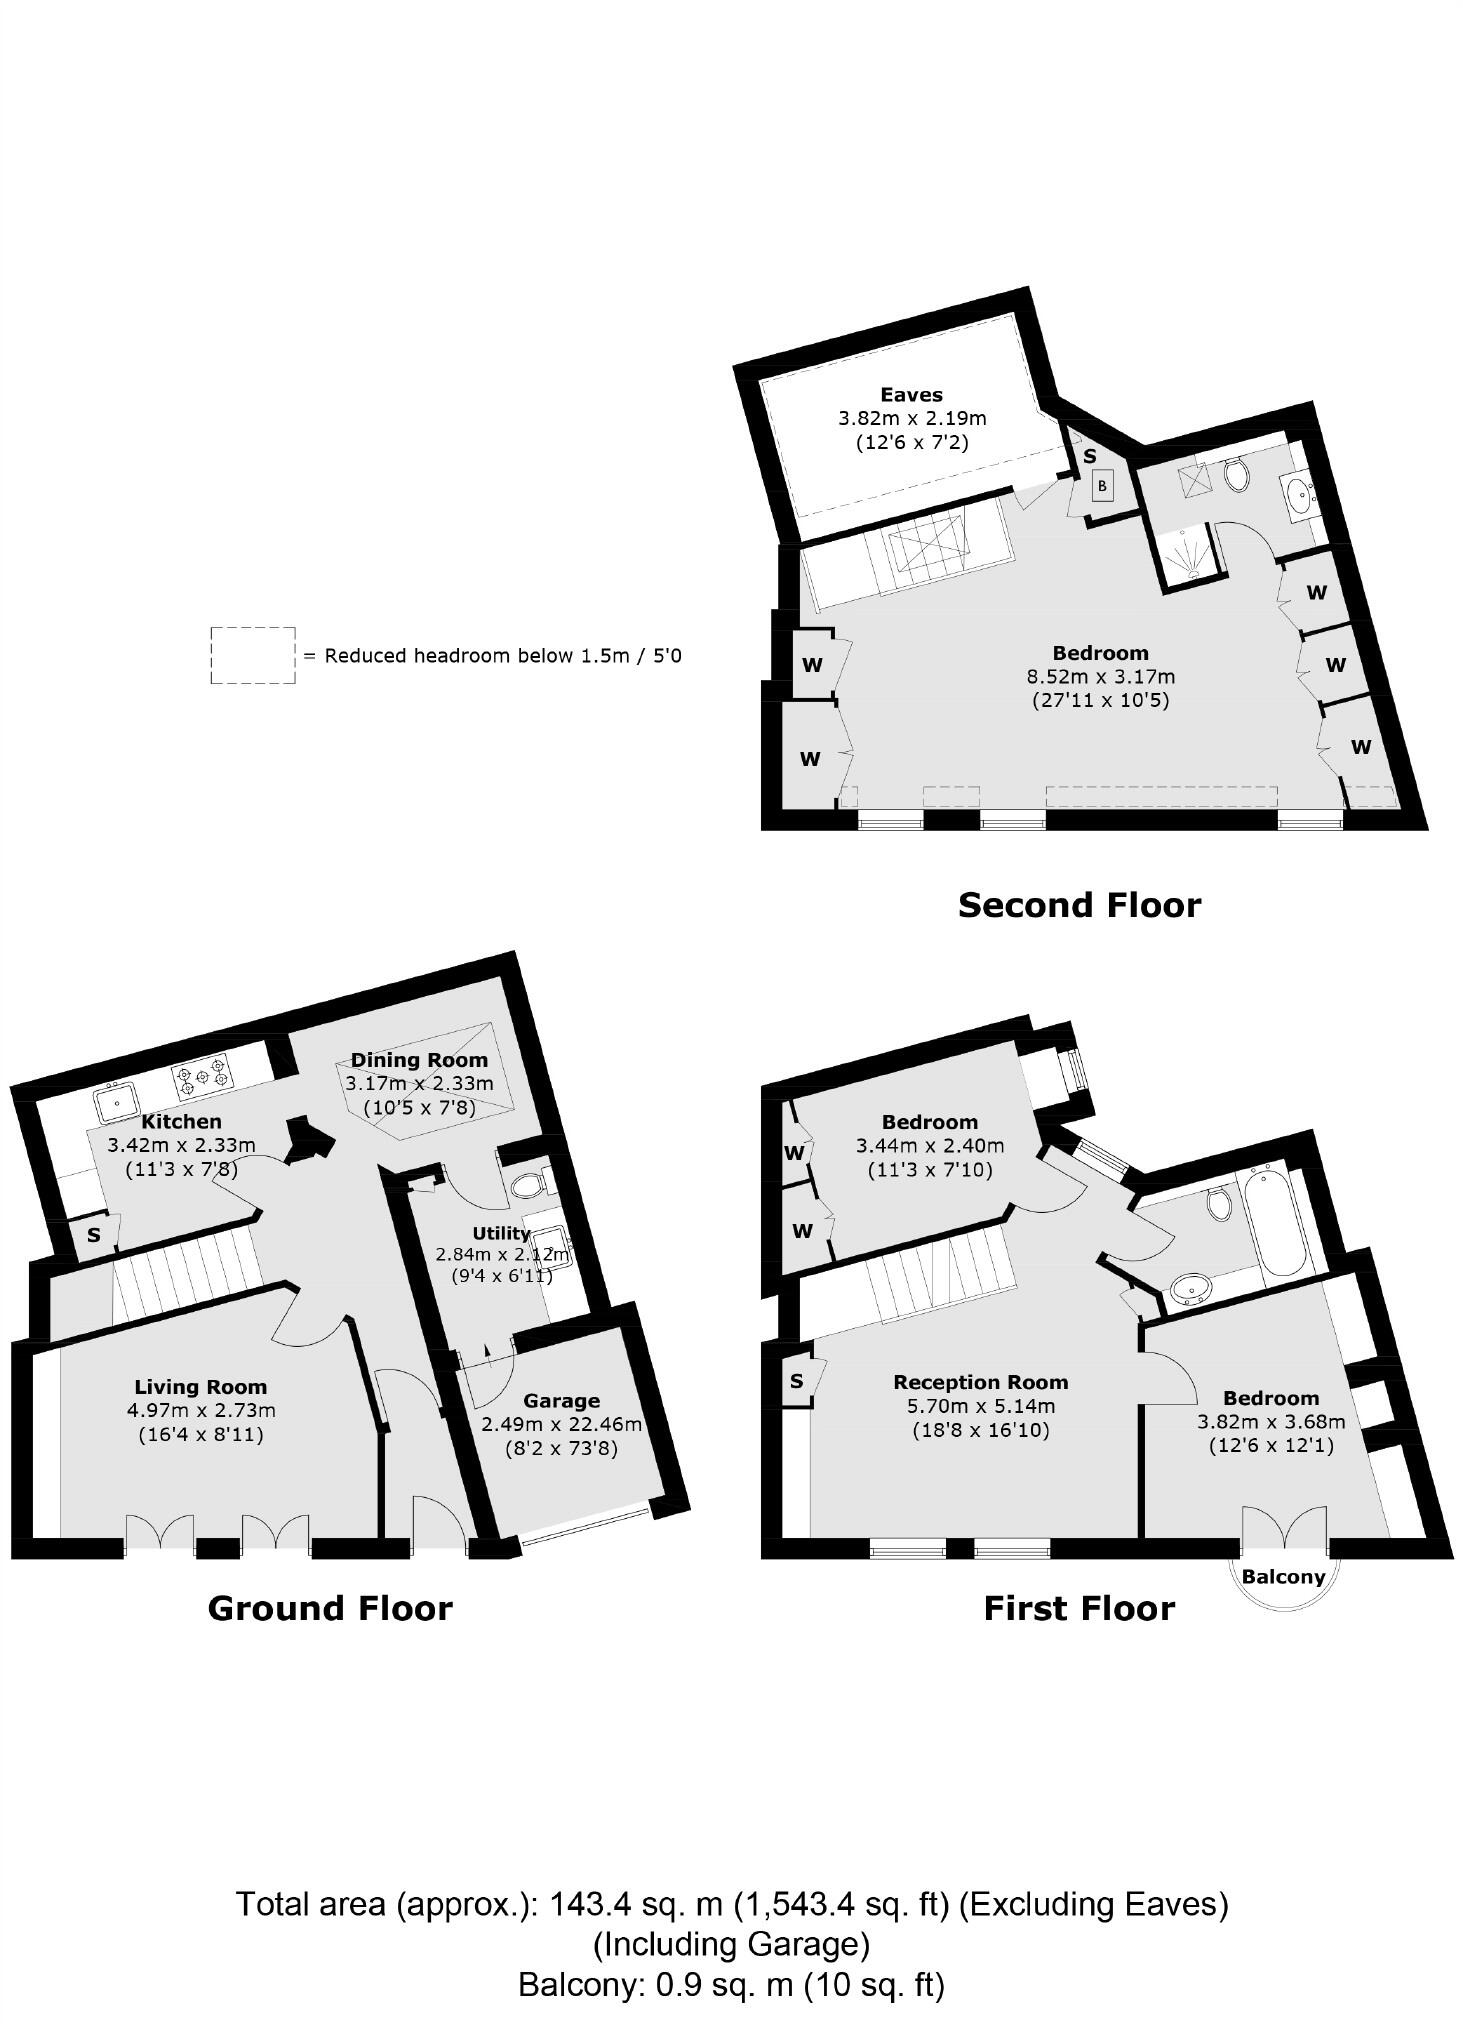 Eaves
3.82m x 2.19m
(12'6 x 7'2)
S
B
W
W
W
W
W
Bedroom
8.52m x 3.17m
(27'11 x 10'5)
= Reduced headroom below 1.5m / 5'0
Second Floor
Dining Room
3.17m x 2.33m
(10'5 x 7'8)
Kitchen
3.42m x 2.33m
(11'3 x 7'8)
S
Utility
2.84m x 2.12m
(9'4 x 6'11)
Living Room
4.97m x 2.73m
(16'4 x 8'11)
Garage
2.49m x 22.46m
(8'2 x 73'8)
Ground Floor
Bedroom
3.44m x 2.40m
(11'3 x 7'10)
W
W
S
Reception Room
5.70m x 5.14m
(18'8 x 16'10)
Bedroom
3.82m x 3.68m
(12'6 x 12'1)
Balcony
First Floor
Total area (approx.): 143.4 sq. m (1,543.4 sq. ft) (Excluding Eaves)
(Including Garage)
Balcony: 0.9 sq. m (10 sq. ft)